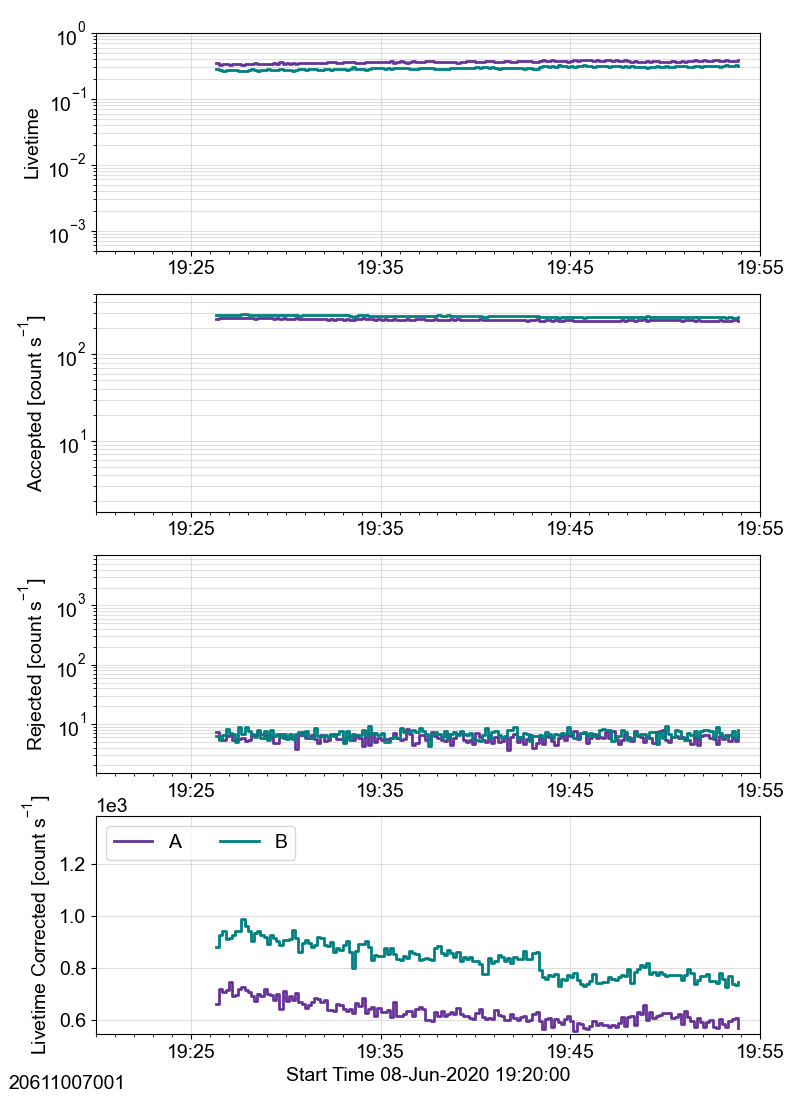 10^0
10^-1
10^-2
10^-3
Livetime
19:25 19:35 19:45 19:55
10^2
10^1
Accepted [count s^-1]
19:25 19:35 19:45 19:55
10^3
10^2
10^1
Rejected [count s^-1]
19:25 19:35 19:45 19:55
1e3
A B
1.2
1.0
0.8
0.6
Livetime Corrected [count s^-1]
19:25 19:35 19:45 19:55
Start Time 08-Jun-2020 19:20:00
20611007001